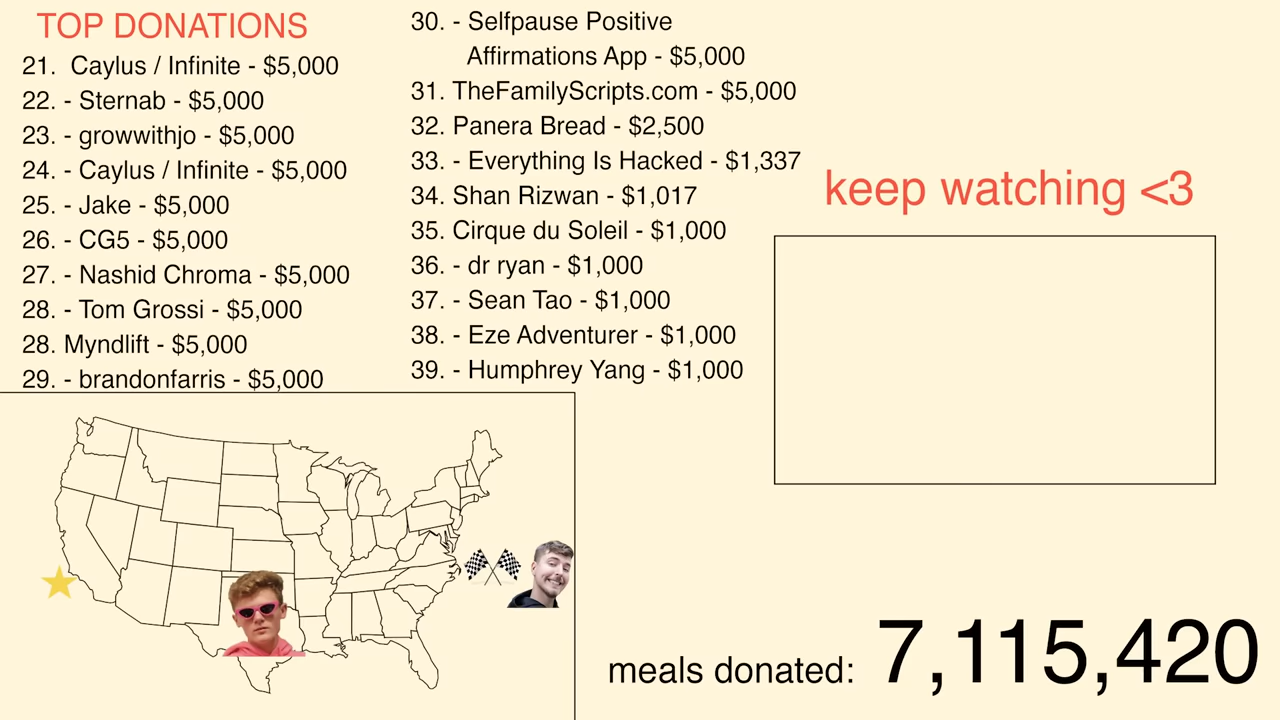 TOP DONATIONS
21.  Caylus / Infinite - $5,000
22. - Sternab - $5,000
23. - growwithjo - $5,000
24. - Caylus / Infinite - $5,000
25. - Jake - $5,000
26. - CG5 - $5,000
27. - Nashid Chroma - $5,000
28. - Tom Grossi - $5,000
28. Myndlift - $5,000
29. - brandonfarris - $5,000
30. - Selfpause Positive
Affirmations App - $5,000
31. TheFamilyScripts.com - $5,000
32. Panera Bread - $2,500
33. - Everything Is Hacked - $1,337
34. Shan Rizwan - $1,017
35. Cirque du Soleil - $1,000
36. - dr ryan - $1,000
37. - Sean Tao - $1,000
38. - Eze Adventurer - $1,000
39. - Humphrey Yang - $1,000
keep watching <3
meals donated: 7,115,420